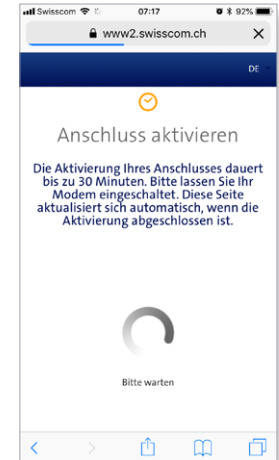 Swisscom 07:17 92%
www2.swisscom.ch
DE
Anschluss aktivieren
Die Aktivierung Ihres Anschlusses dauert
bis zu 30 Minuten. Bitte lassen Sie Ihr
Modem eingeschaltet. Diese Seite
aktualisiert sich automatisch, wenn die
Aktivierung abgeschlossen ist.
Bitte warten